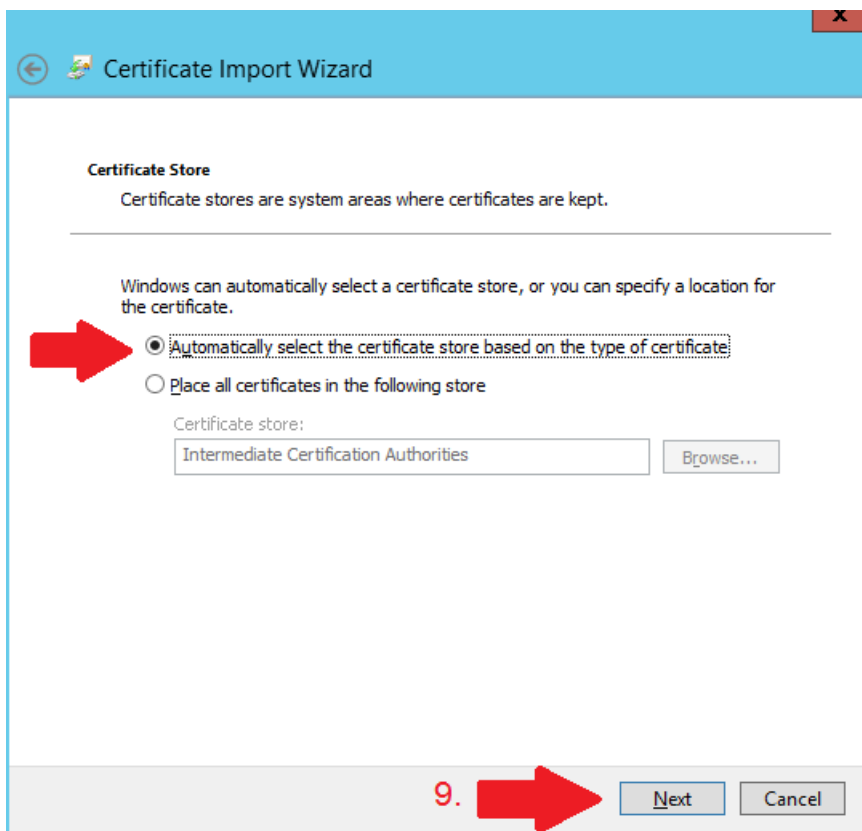 x
Certificate Import Wizard
Certificate Store
Certificate stores are system areas where certificates are kept.
Windows can automatically select a certificate store, or you can specify a location for
the certificate.
Automatically select the certificate store based on the type of certificate
Place all certificates in the following store
Certificate store:
Intermediate Certification Authorities
Browse...
9.
Next
Cancel